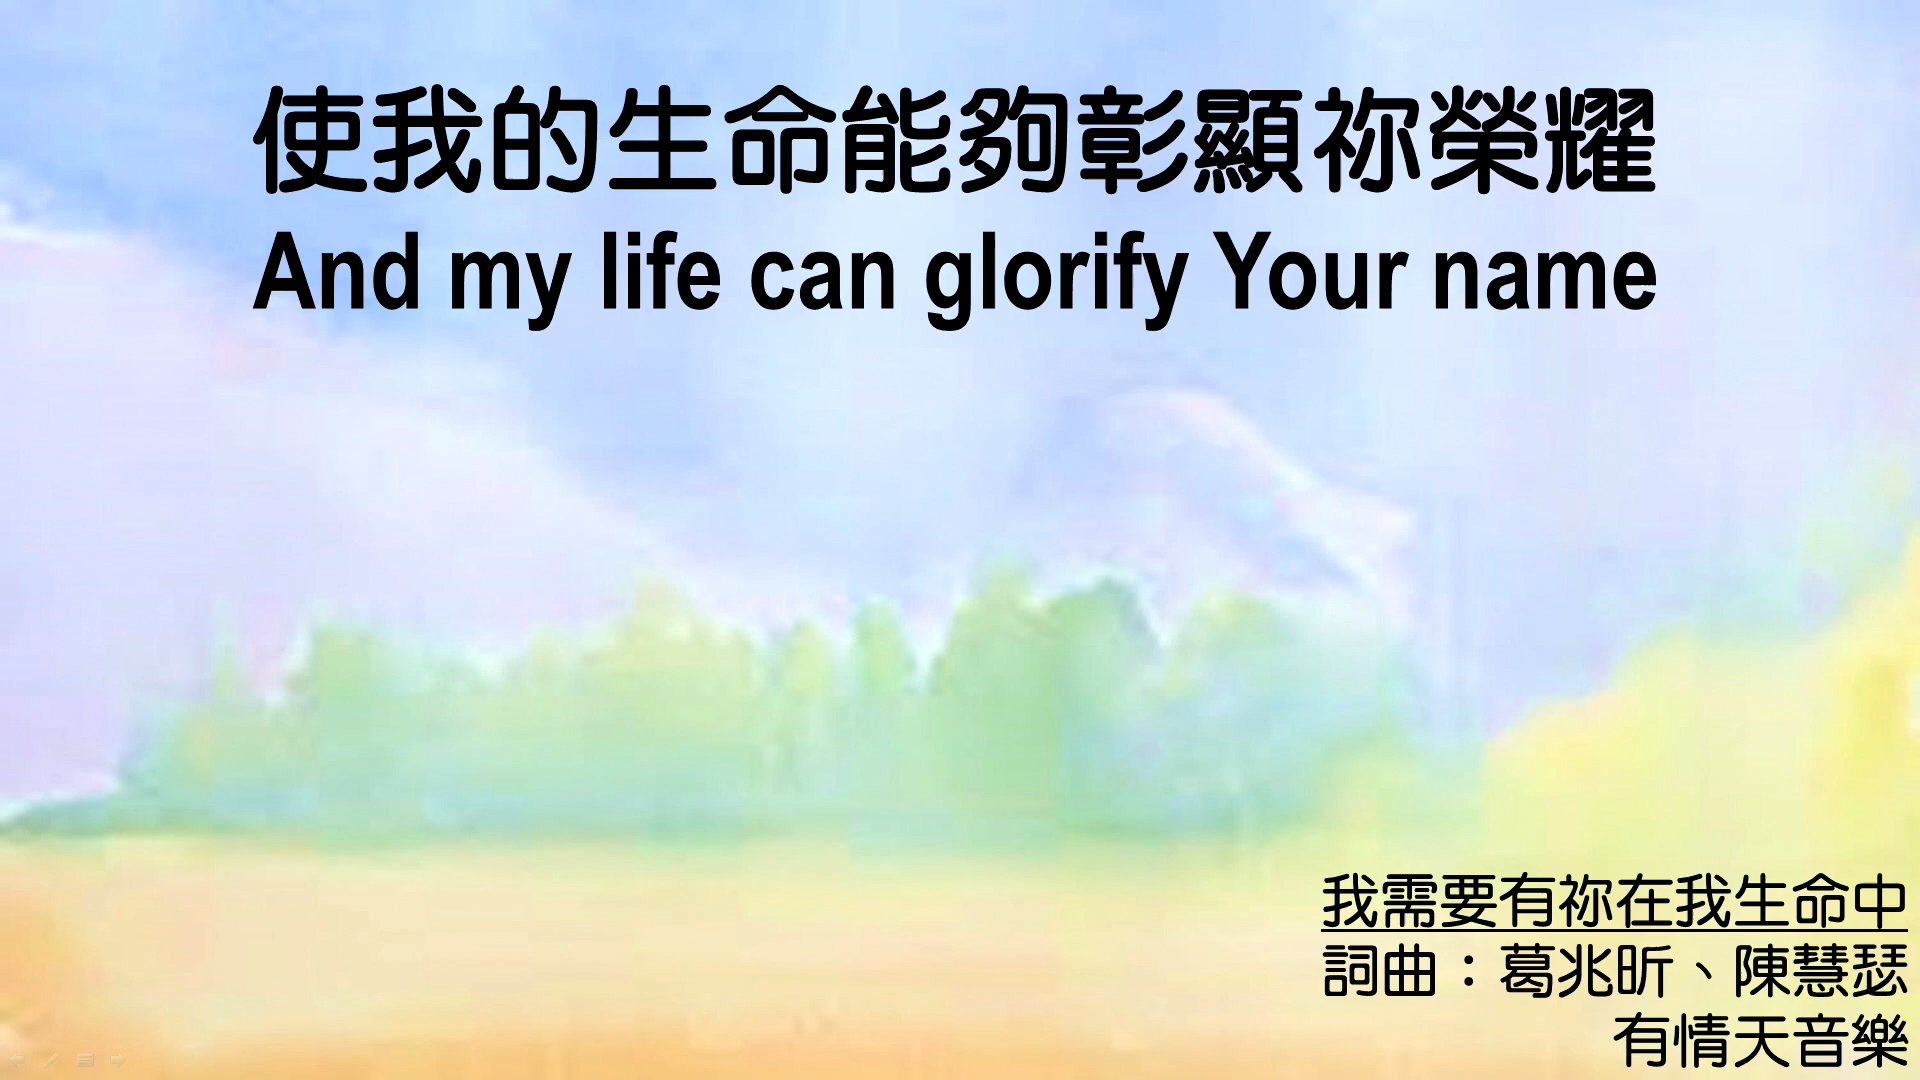 使我的生命能夠彰顯祢榮耀
And my life can glorify Your name
我需要有祢在我生命中
詞曲：葛兆昕、陳慧瑟
有情天音樂